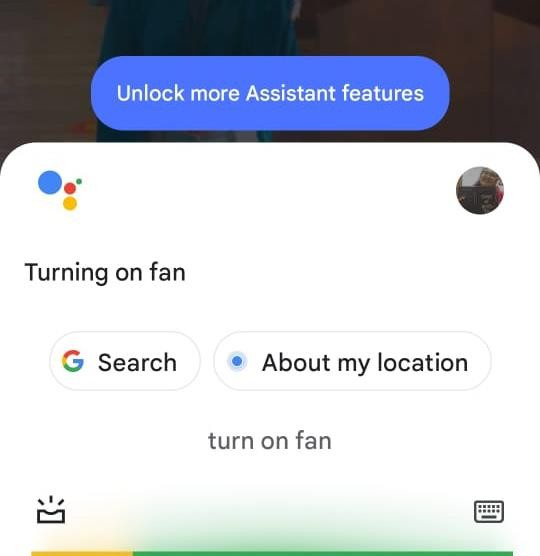 Unlock more Assistant features
Turning on fan
Search
About my location
turn on fan